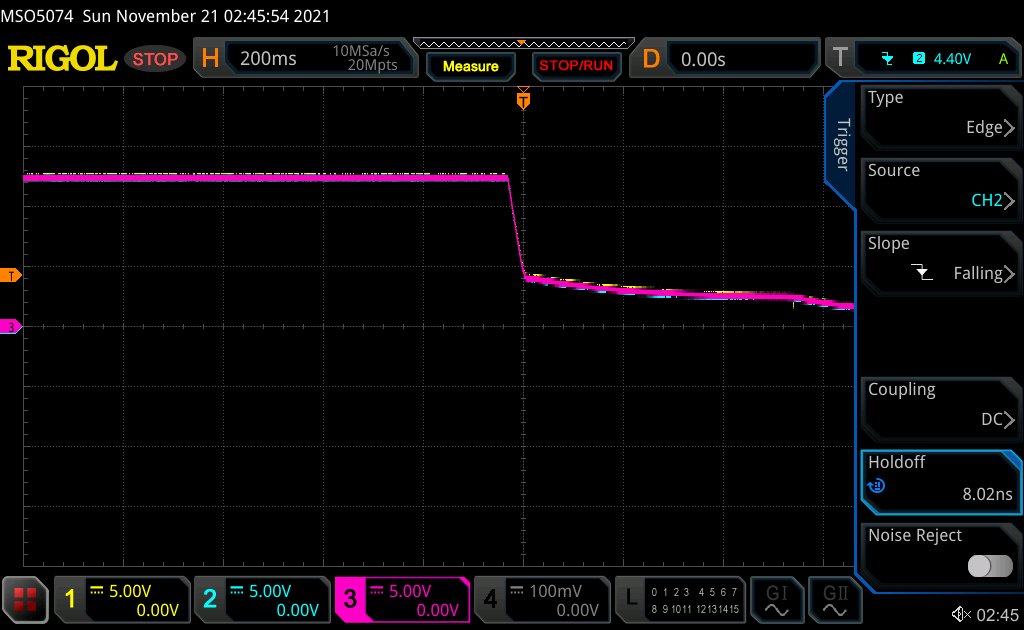 MSO5074 Sun November 21 02:45:54 2021
RIGOL STOP H 200ms 10MSa/s 20Mpts Measure STOP/RUN D 0.00s T 2 4.40V A
T
Trigger
Type
Edge
Source
CH2
Slope
Falling
Coupling
DC
Holdoff
8.02ns
Noise Reject
T
3
1 5.00V 0.00V
2 5.00V 0.00V
3 5.00V 0.00V
4 100mV 0.00V
L 0 1 2 3 4 5 6 7
8 9 10 11 12 13 14 15
GI
GII
02:45